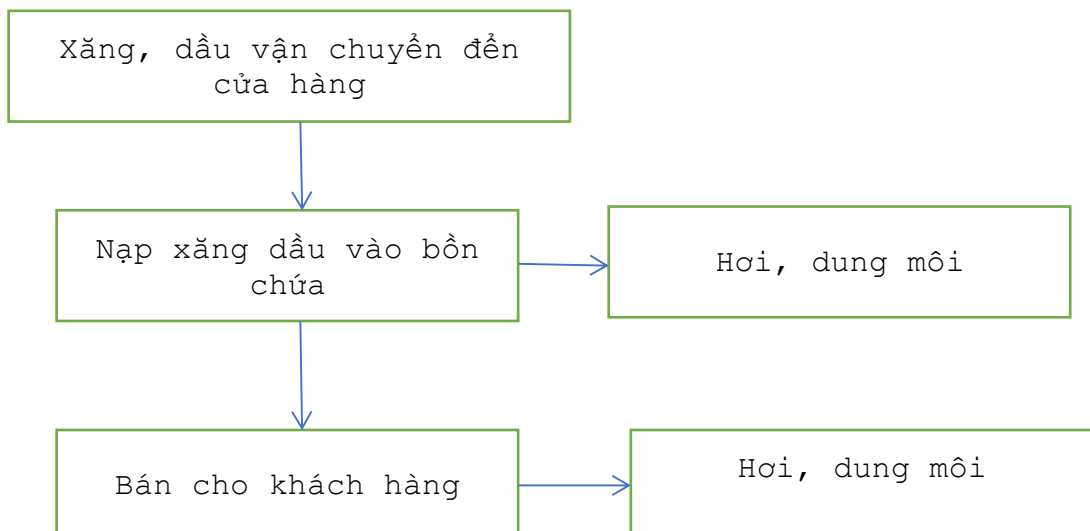 Xăng, dầu vận chuyển đển
cửa hàng
Nạp xăng dầu vào bồn
chứa
Hơi, dung môi
Bán cho khách hàng
Hơi, dung môi